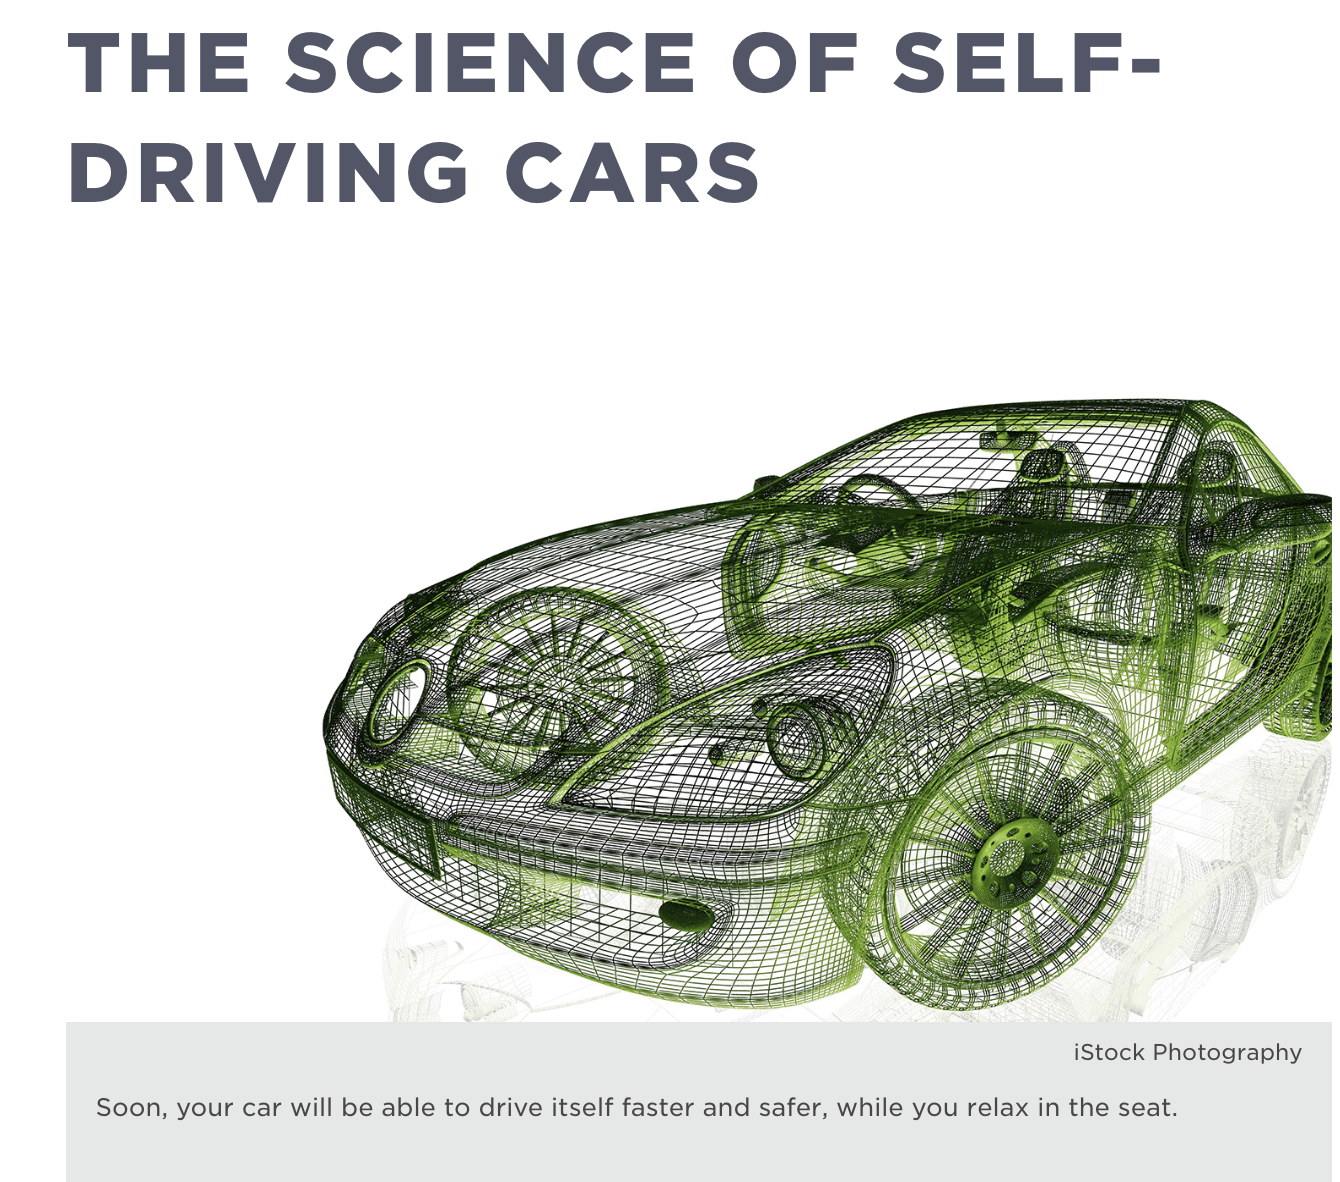 THE SCIENCE OF SELF-
DRIVING CARS
iStock Photography
Soon, your car will be able to drive itself faster and safer, while you relax in the seat.